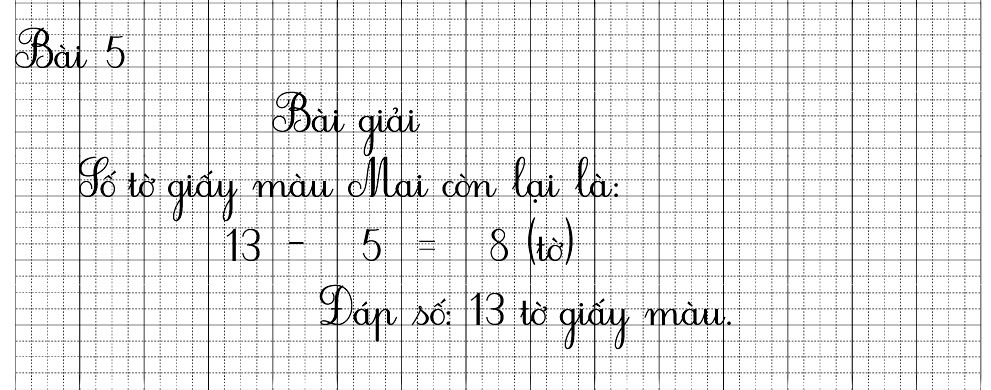 Bài 5
Bài giải
Số tờ giấy màu Mai còn lại là:
13 - 5 = 8 (tờ)
Đáp số: 13 tờ giấy màu.